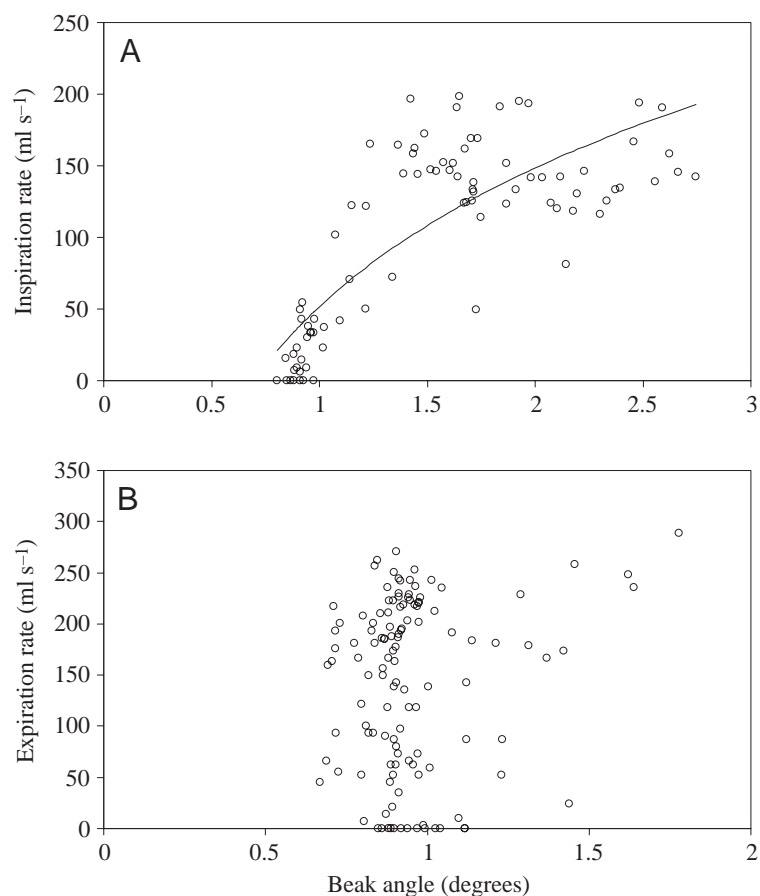 250
A
200
150
100
50
0
Inspiration rate (ml s⁻¹)
0 0.5 1 1.5 2 2.5 3
350
B
300
250
200
150
100
50
0
Expiration rate (ml s⁻¹)
0 0.5 1 1.5 2
Beak angle (degrees)